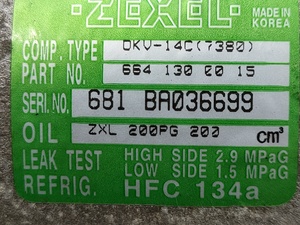 ZEXEL
MADE IN
KOREA
COMP. TYPE DKV-14C(7380)
PART NO. 664 130 00 15
SERI. NO. 681 BA036699
OIL ZXL 200PG 200 cm³
LEAK TEST HIGH SIDE 2.9 MPaG
LOW SIDE 1.5 MPaG
REFRIG. HFC 134a